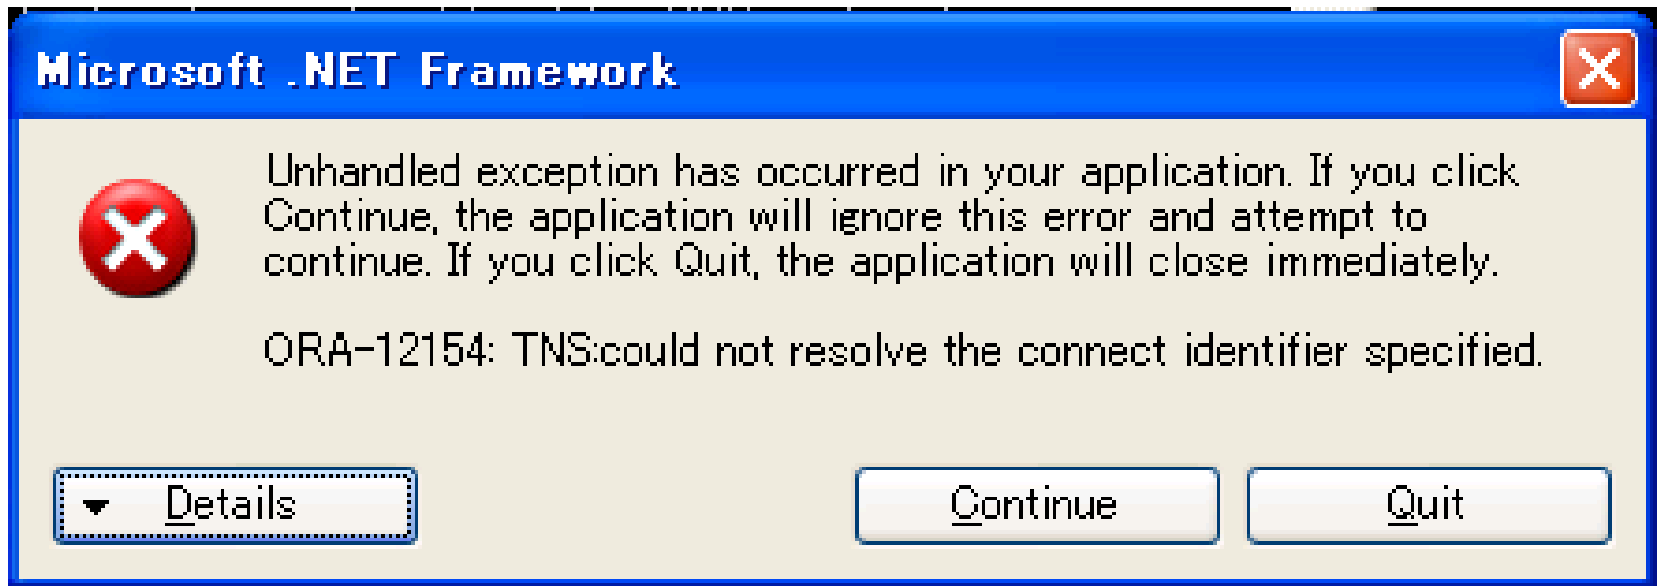 Microsoft .NET Framework
Unhandled exception has occurred in your application. If you click
Continue, the application will ignore this error and attempt to
continue. If you click Quit, the application will close immediately.
ORA-12154: TNS:could not resolve the connect identifier specified.
Details
Continue
Quit